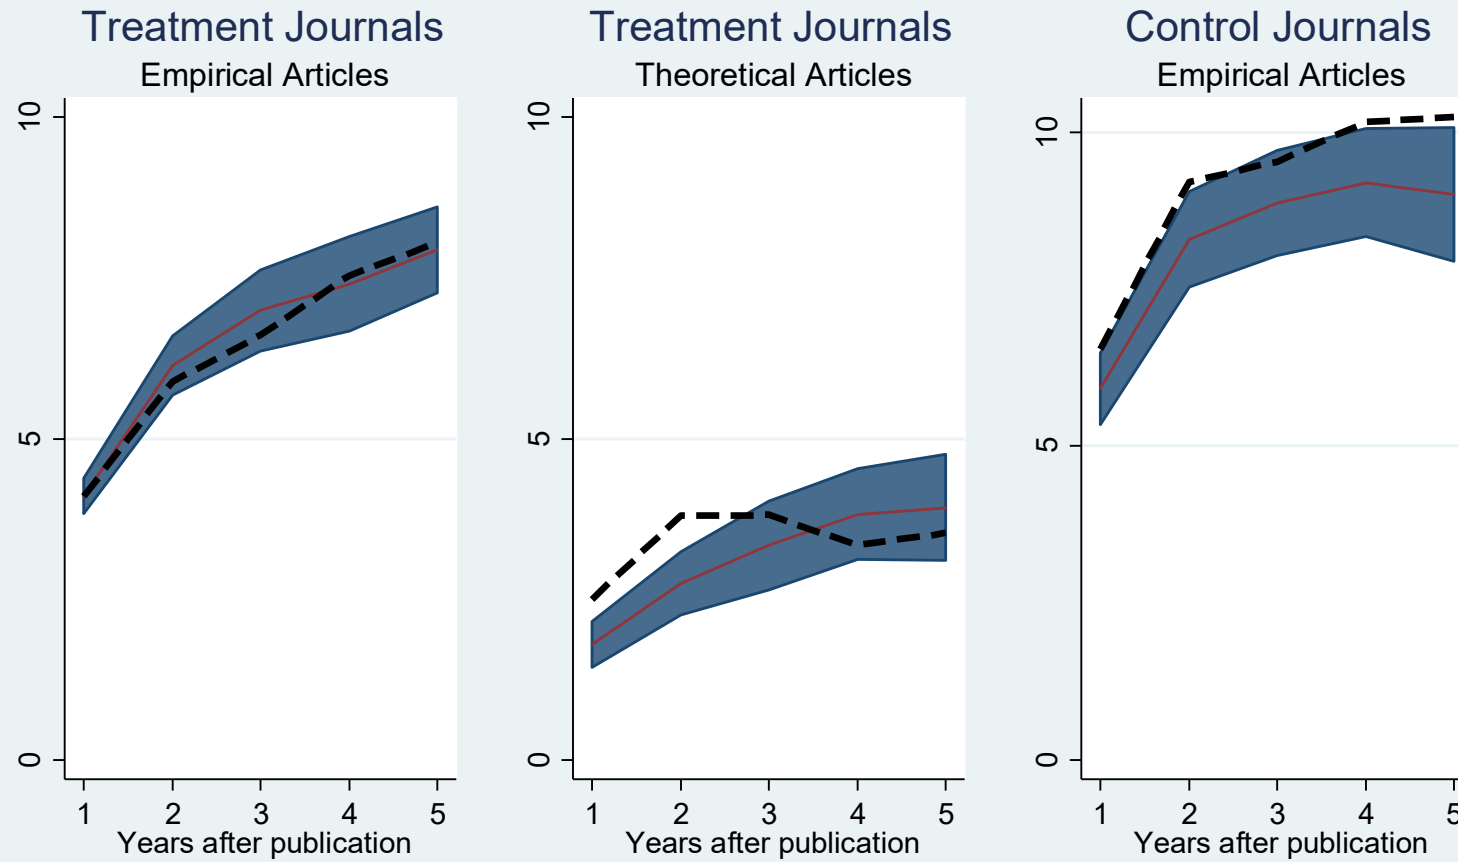 Treatment Journals
Empirical Articles
10
5
0
1 2 3 4 5
Years after publication
Treatment Journals
Theoretical Articles
10
5
0
1 2 3 4 5
Years after publication
Control Journals
Empirical Articles
10
5
0
1 2 3 4 5
Years after publication